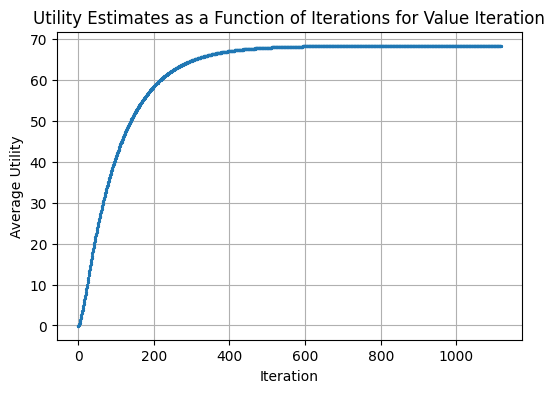 Utility Estimates as a Function of Iterations for Value Iteration
70
60
50
40
30
20
10
0
Average Utility
0 200 400 600 800 1000
Iteration